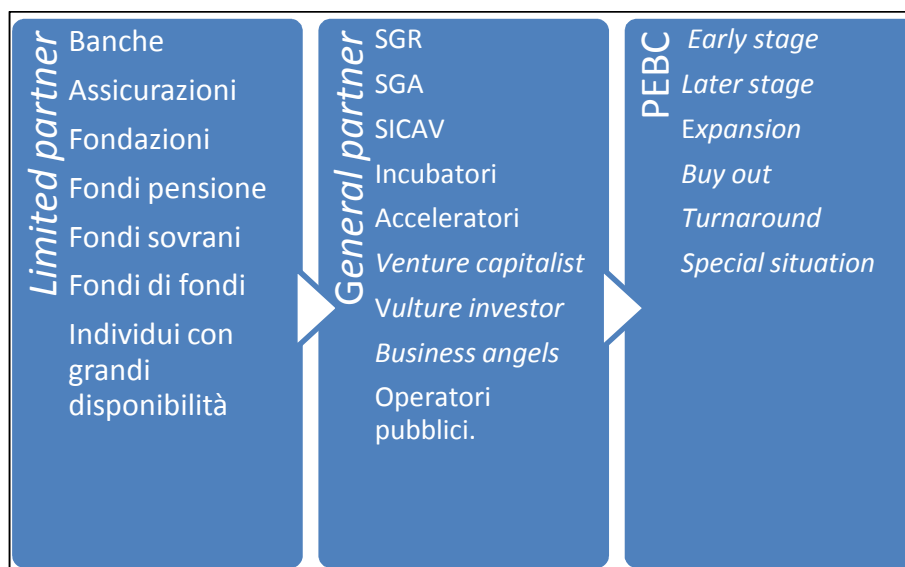 Limited partner
Banche
Assicurazioni
Fondazioni
Fondi pensione
Fondi sovrani
Fondi di fondi
Individui con
grandi
disponibilità
General partner
SGR
SGA
SICAV
Incubatori
Acceleratori
Venture capitalist
Vulture investor
Business angels
Operatori
pubblici.
PEBC
Early stage
Later stage
Expansion
Buy out
Turnaround
Special situation